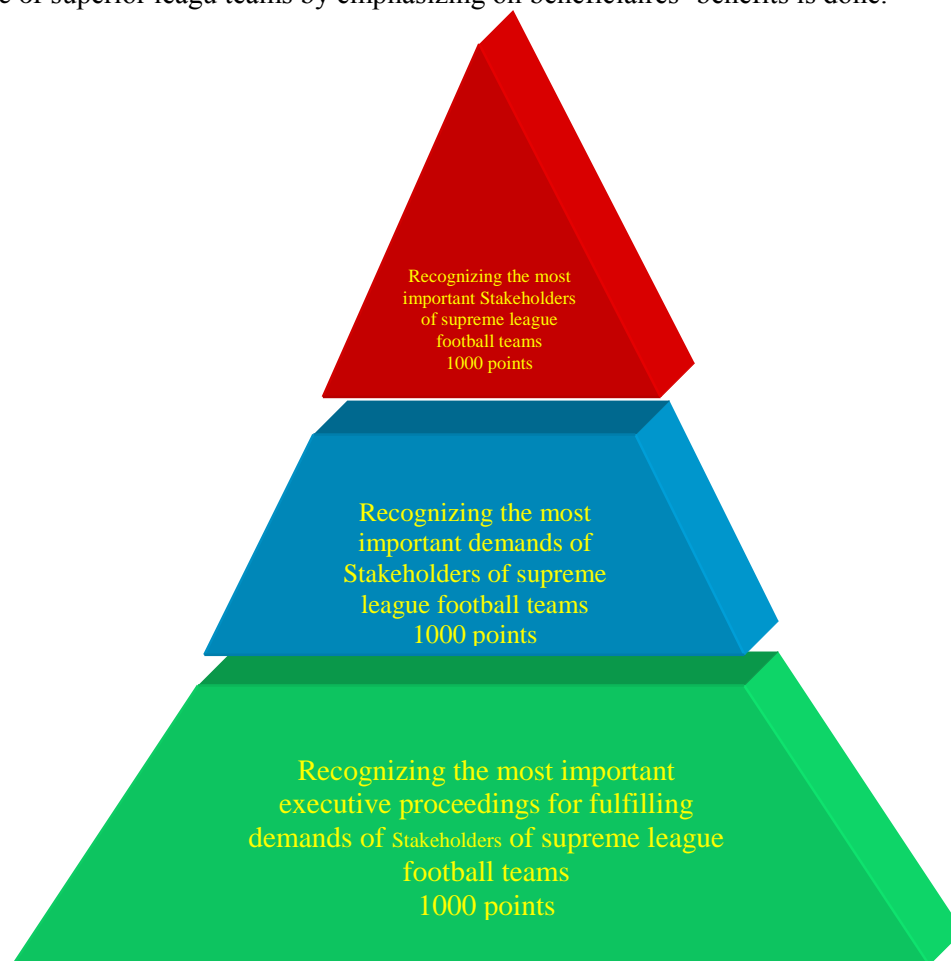 e of superior leagu teams by emphasizing on beneficiaires' benefits is done.
Recognizing the most
important Stakeholders
of supreme league
football teams
1000 points
Recognizing the most
important demands of
Stakeholders of supreme
league football teams
1000 points
Recognizing the most important
executive proceedings for fulfilling
demands of Stakeholders of supreme league
football teams
1000 points